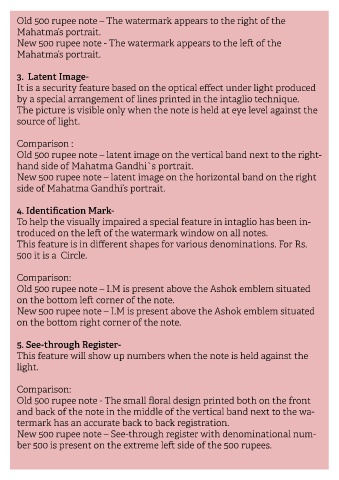 Old 500 rupee note – The watermark appears to the right of the
Mahatma's portrait.
New 500 rupee note - The watermark appears to the left of the
Mahatma's portrait.
3. Latent Image-
It is a security feature based on the optical effect under light produced
by a special arrangement of lines printed in the intaglio technique.
The picture is visible only when the note is held at eye level against the
source of light.
Comparison :
Old 500 rupee note – latent image on the vertical band next to the right-
hand side of Mahatma Gandhi`s portrait.
New 500 rupee note – latent image on the horizontal band on the right
side of Mahatma Gandhi's portrait.
4. Identification Mark-
To help the visually impaired a special feature in intaglio has been in-
troduced on the left of the watermark window on all notes.
This feature is in different shapes for various denominations. For Rs.
500 it is a Circle.
Comparison:
Old 500 rupee note – I.M is present above the Ashok emblem situated
on the bottom left corner of the note.
New 500 rupee note – I.M is present above the Ashok emblem situated
on the bottom right corner of the note.
5. See-through Register-
This feature will show up numbers when the note is held against the
light.
Comparison:
Old 500 rupee note - The small floral design printed both on the front
and back of the note in the middle of the vertical band next to the wa-
termark has an accurate back to back registration.
New 500 rupee note – See-through register with denominational num-
ber 500 is present on the extreme left side of the 500 rupees.